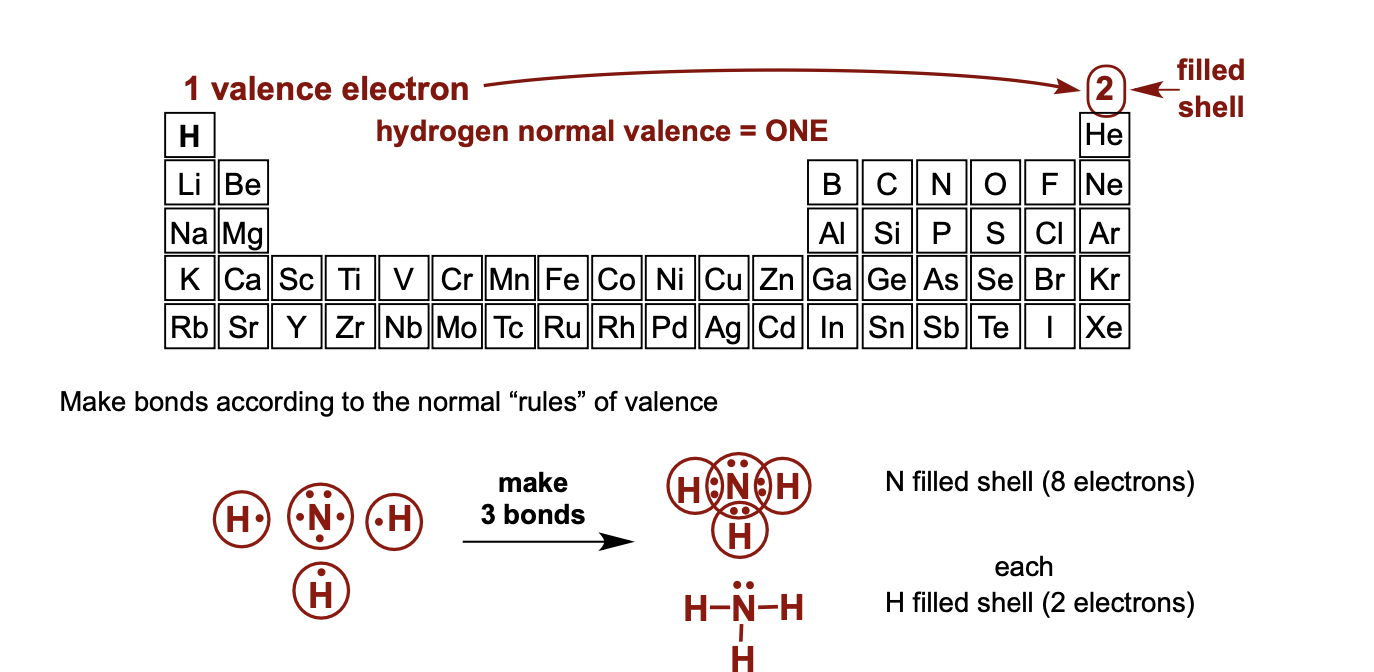 1 valence electron
2
filled
shell
hydrogen normal valence = ONE
H He
Li Be B C N O F Ne
Na Mg Al Si P S Cl Ar
K Ca Sc Ti V Cr Mn Fe Co Ni Cu Zn Ga Ge As Se Br Kr
Rb Sr Y Zr Nb Mo Tc Ru Rh Pd Ag Cd In Sn Sb Te I Xe
Make bonds according to the normal “rules” of valence
H· ·N· ·H
H
make
3 bonds
H N H
H
N filled shell (8 electrons)
each
H filled shell (2 electrons)
H–N–H
H